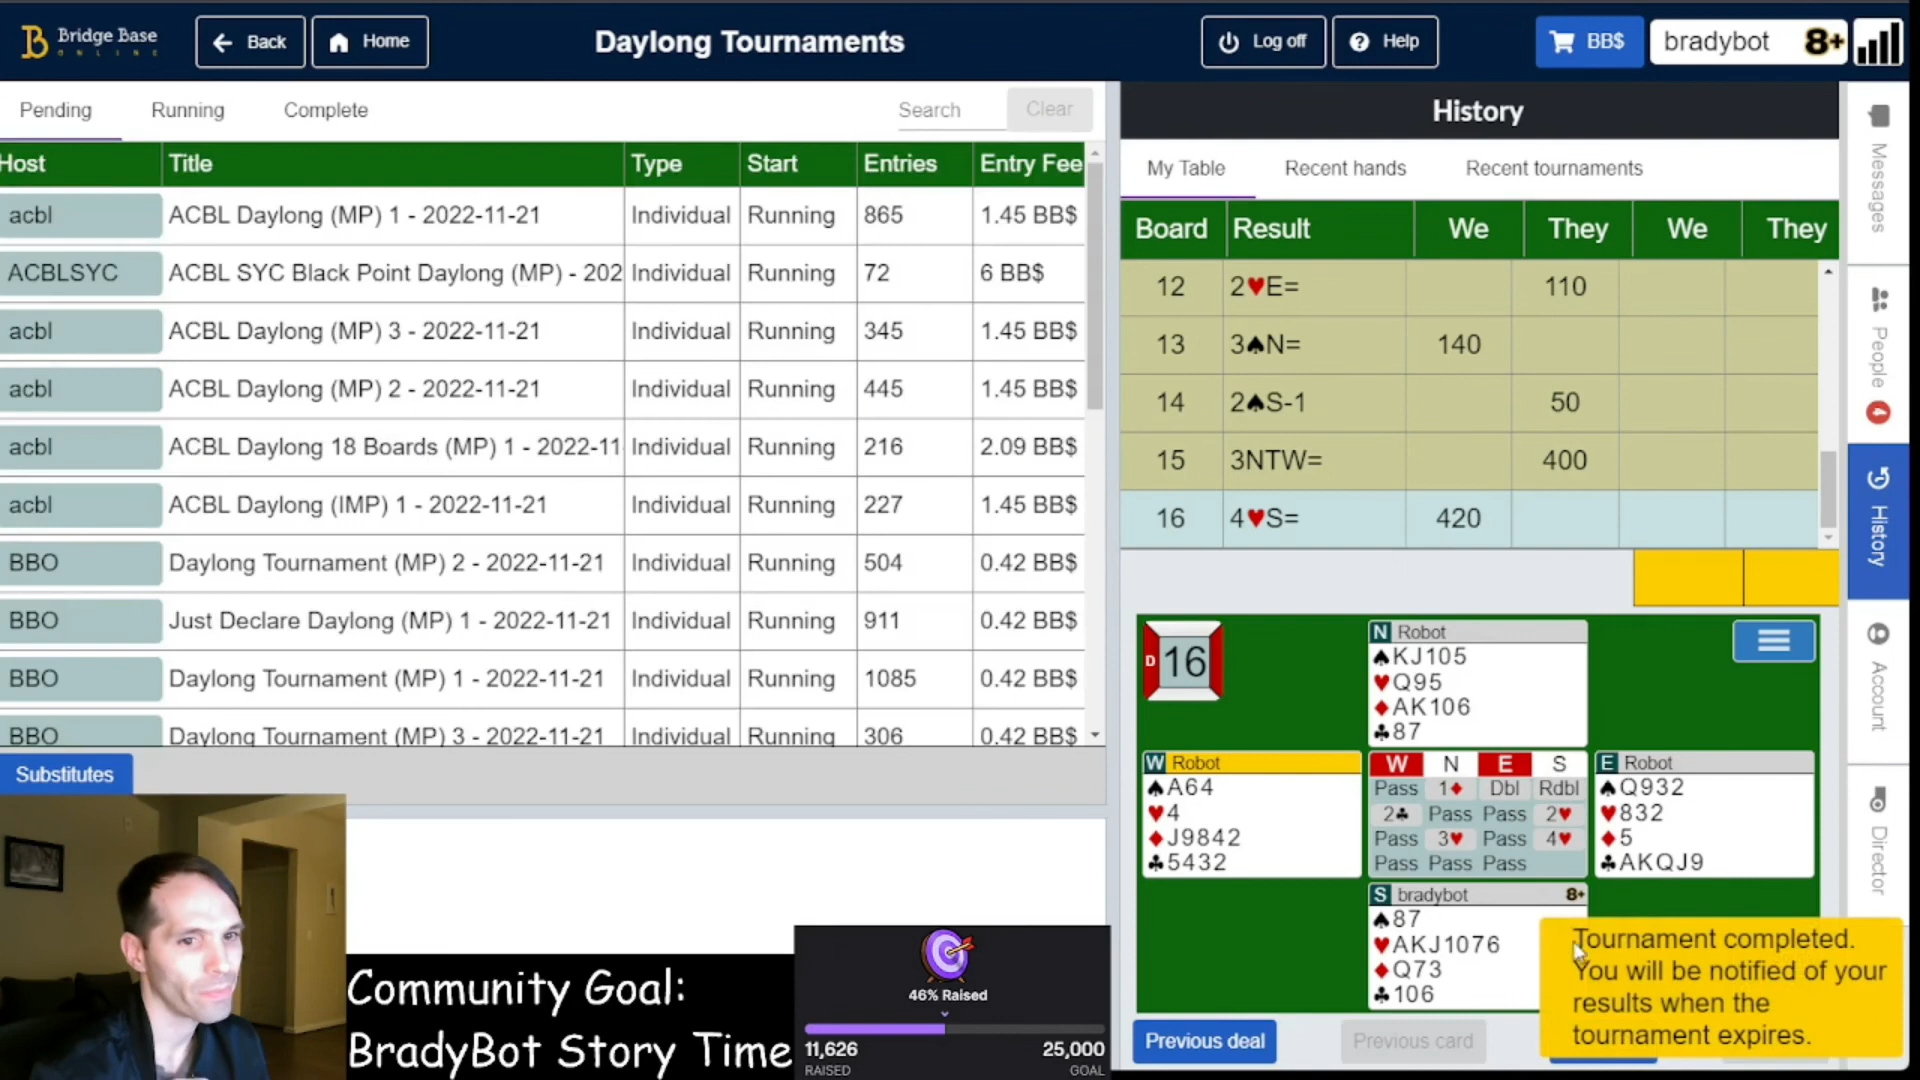 Bridge Base
ONLINE
Back
Home
Daylong Tournaments
Log off
Help
BB$
bradybot 8+
Pending Running Complete Search Clear
Host Title Type Start Entries Entry Fee
acbl ACBL Daylong (MP) 1 - 2022-11-21 Individual Running 865 1.45 BB$
ACBLSYC ACBL SYC Black Point Daylong (MP) - 202 Individual Running 72 6 BB$
acbl ACBL Daylong (MP) 3 - 2022-11-21 Individual Running 345 1.45 BB$
acbl ACBL Daylong (MP) 2 - 2022-11-21 Individual Running 445 1.45 BB$
acbl ACBL Daylong 18 Boards (MP) 1 - 2022-11 Individual Running 216 2.09 BB$
acbl ACBL Daylong (IMP) 1 - 2022-11-21 Individual Running 227 1.45 BB$
BBO Daylong Tournament (MP) 2 - 2022-11-21 Individual Running 504 0.42 BB$
BBO Just Declare Daylong (MP) 1 - 2022-11-21 Individual Running 911 0.42 BB$
BBO Daylong Tournament (MP) 1 - 2022-11-21 Individual Running 1085 0.42 BB$
BBO Daylong Tournament (MP) 3 - 2022-11-21 Individual Running 306 0.42 BB$
Substitutes
History
My Table Recent hands Recent tournaments
Board Result We They We They
12 2♥E= 110
13 3♠N= 140
14 2♠S-1 50
15 3NTW= 400
16 4♥S= 420
D 16
N Robot
♠KJ105
♥Q95
♦AK106
♣87
W Robot
♠A64
♥4
♦J9842
♣5432
W N E S
Pass 1♦ Dbl Rdbl
2♣ Pass Pass 2♥
Pass 3♥ Pass 4♥
Pass Pass Pass
E Robot
♠Q932
♥832
♦5
♣AKQJ9
S bradybot 8+
♠87
♥AKJ1076
♦Q73
♣106
Previous deal
Previous card
Tournament completed.
You will be notified of your
results when the
tournament expires.
Messages
People
4
History
Account
Director
Community Goal:
BradyBot Story Time
46% Raised
11,626 25,000
RAISED GOAL